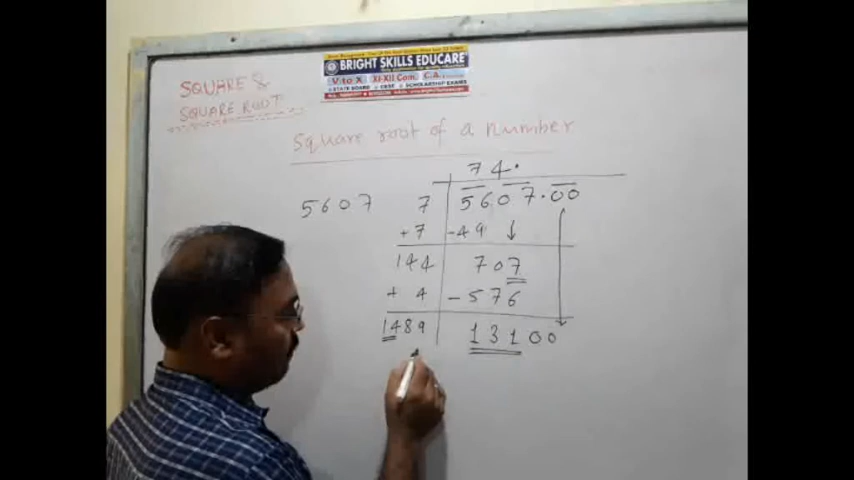 BRIGHT SKILLS EDUCARE
V to X XI-XII Com. C.A.
STATE BOARD CBSE SCHOLARSHIP EXAMS
SQUARE &
SQUARE ROOT
Square root of a number
74.
5607 7 5607.00
+7 -49
144 707
+ 4 -576
1489 13100